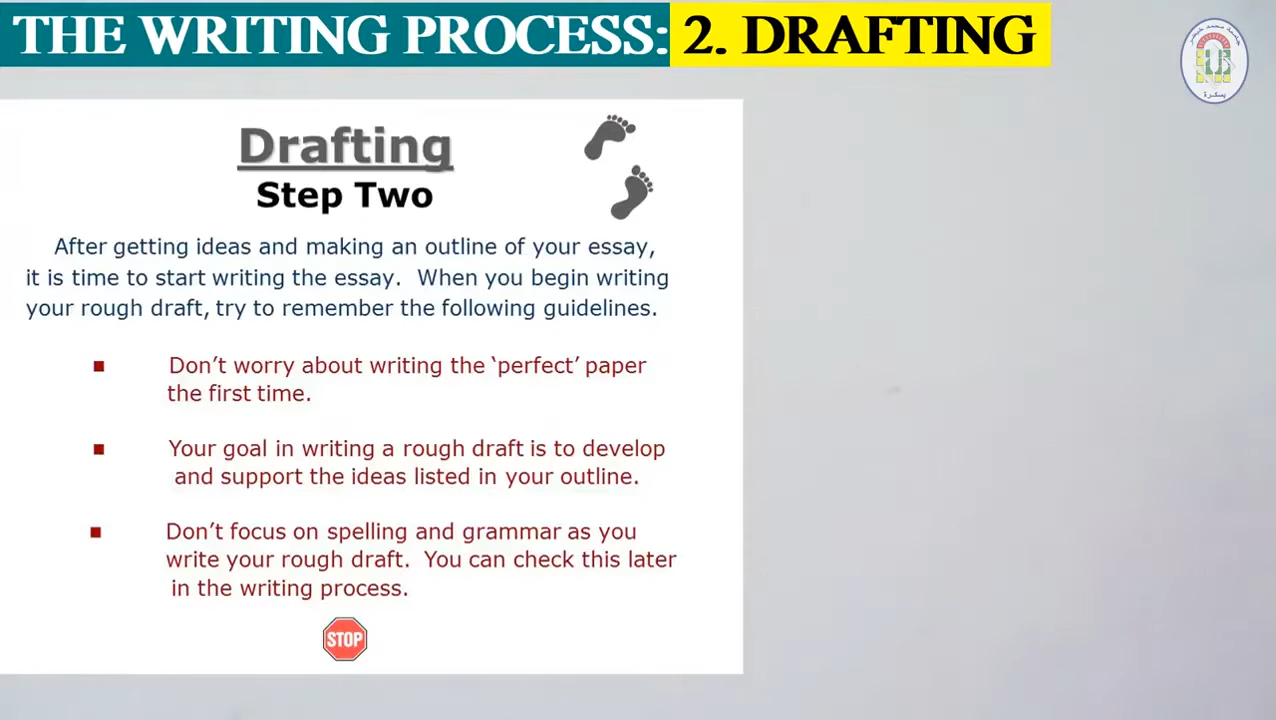 THE WRITING PROCESS: 2. DRAFTING
Drafting
Step Two
After getting ideas and making an outline of your essay,
it is time to start writing the essay.  When you begin writing
your rough draft, try to remember the following guidelines.
■ Don't worry about writing the ‘perfect’ paper
the first time.
■ Your goal in writing a rough draft is to develop
and support the ideas listed in your outline.
■ Don't focus on spelling and grammar as you
write your rough draft.  You can check this later
in the writing process.
STOP
بسكرة